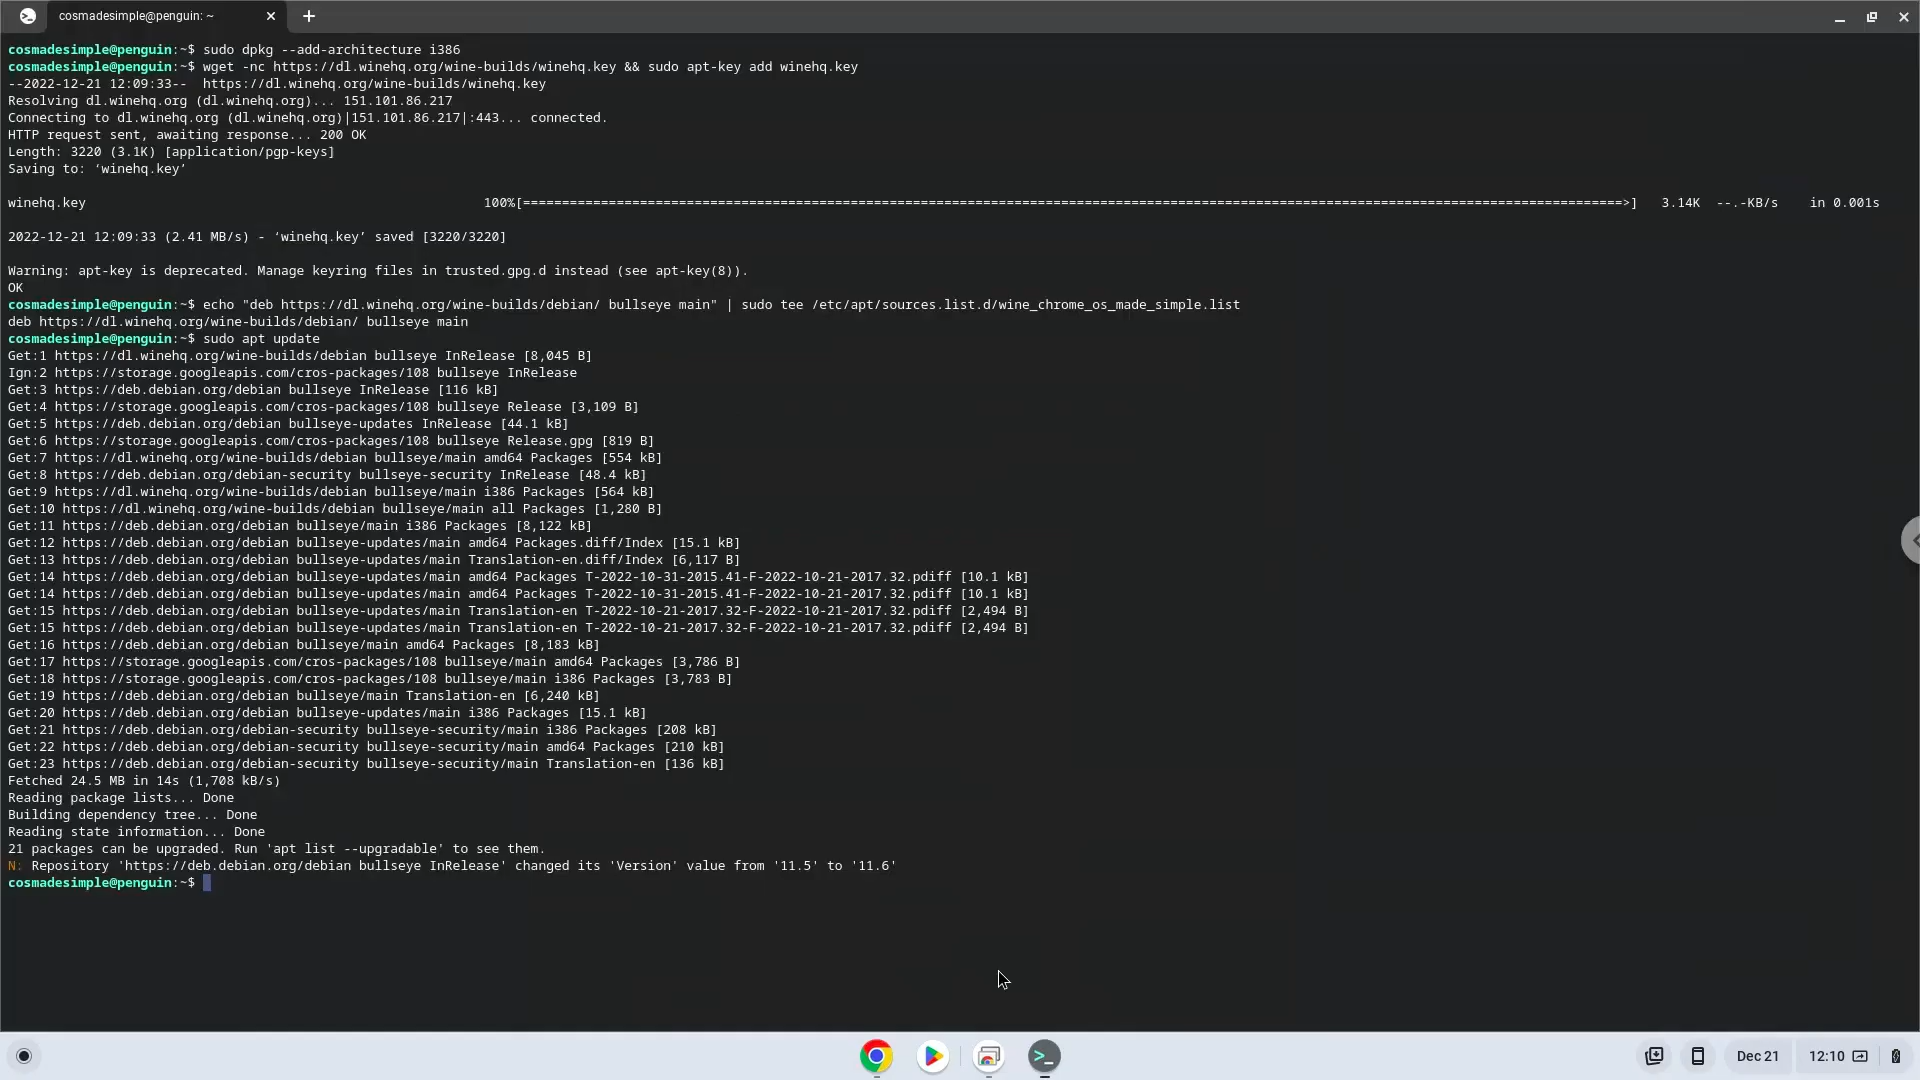 cosmadesimple@penguin: ~
cosmadesimple@penguin:~$ sudo dpkg --add-architecture i386
cosmadesimple@penguin:~$ wget -nc https://dl.winehq.org/wine-builds/winehq.key && sudo apt-key add winehq.key
--2022-12-21 12:09:33--  https://dl.winehq.org/wine-builds/winehq.key
Resolving dl.winehq.org (dl.winehq.org)... 151.101.86.217
Connecting to dl.winehq.org (dl.winehq.org)|151.101.86.217|:443... connected.
HTTP request sent, awaiting response... 200 OK
Length: 3220 (3.1K) [application/pgp-keys]
Saving to: ‘winehq.key’
winehq.key 100%[=============================================================================================================================================>] 3.14K --.-KB/s in 0.001s
2022-12-21 12:09:33 (2.41 MB/s) - ‘winehq.key’ saved [3220/3220]
Warning: apt-key is deprecated. Manage keyring files in trusted.gpg.d instead (see apt-key(8)).
OK
cosmadesimple@penguin:~$ echo "deb https://dl.winehq.org/wine-builds/debian/ bullseye main" | sudo tee /etc/apt/sources.list.d/wine_chrome_os_made_simple.list
deb https://dl.winehq.org/wine-builds/debian/ bullseye main
cosmadesimple@penguin:~$ sudo apt update
Get:1 https://dl.winehq.org/wine-builds/debian bullseye InRelease [8,045 B]
Ign:2 https://storage.googleapis.com/cros-packages/108 bullseye InRelease
Get:3 https://deb.debian.org/debian bullseye InRelease [116 kB]
Get:4 https://storage.googleapis.com/cros-packages/108 bullseye Release [3,109 B]
Get:5 https://deb.debian.org/debian bullseye-updates InRelease [44.1 kB]
Get:6 https://storage.googleapis.com/cros-packages/108 bullseye Release.gpg [819 B]
Get:7 https://dl.winehq.org/wine-builds/debian bullseye/main amd64 Packages [554 kB]
Get:8 https://deb.debian.org/debian-security bullseye-security InRelease [48.4 kB]
Get:9 https://dl.winehq.org/wine-builds/debian bullseye/main i386 Packages [564 kB]
Get:10 https://dl.winehq.org/wine-builds/debian bullseye/main all Packages [1,280 B]
Get:11 https://deb.debian.org/debian bullseye/main i386 Packages [8,122 kB]
Get:12 https://deb.debian.org/debian bullseye-updates/main amd64 Packages.diff/Index [15.1 kB]
Get:13 https://deb.debian.org/debian bullseye-updates/main Translation-en.diff/Index [6,117 B]
Get:14 https://deb.debian.org/debian bullseye-updates/main amd64 Packages T-2022-10-31-2015.41-F-2022-10-21-2017.32.pdiff [10.1 kB]
Get:14 https://deb.debian.org/debian bullseye-updates/main amd64 Packages T-2022-10-31-2015.41-F-2022-10-21-2017.32.pdiff [10.1 kB]
Get:15 https://deb.debian.org/debian bullseye-updates/main Translation-en T-2022-10-21-2017.32-F-2022-10-21-2017.32.pdiff [2,494 B]
Get:15 https://deb.debian.org/debian bullseye-updates/main Translation-en T-2022-10-21-2017.32-F-2022-10-21-2017.32.pdiff [2,494 B]
Get:16 https://deb.debian.org/debian bullseye/main amd64 Packages [8,183 kB]
Get:17 https://storage.googleapis.com/cros-packages/108 bullseye/main amd64 Packages [3,786 B]
Get:18 https://storage.googleapis.com/cros-packages/108 bullseye/main i386 Packages [3,783 B]
Get:19 https://deb.debian.org/debian bullseye/main Translation-en [6,240 kB]
Get:20 https://deb.debian.org/debian bullseye-updates/main i386 Packages [15.1 kB]
Get:21 https://deb.debian.org/debian-security bullseye-security/main i386 Packages [208 kB]
Get:22 https://deb.debian.org/debian-security bullseye-security/main amd64 Packages [210 kB]
Get:23 https://deb.debian.org/debian-security bullseye-security/main Translation-en [136 kB]
Fetched 24.5 MB in 14s (1,708 kB/s)
Reading package lists... Done
Building dependency tree... Done
Reading state information... Done
21 packages can be upgraded. Run 'apt list --upgradable' to see them.
N: Repository 'https://deb.debian.org/debian bullseye InRelease' changed its 'Version' value from '11.5' to '11.6'
cosmadesimple@penguin:~$
Dec 21 12:10